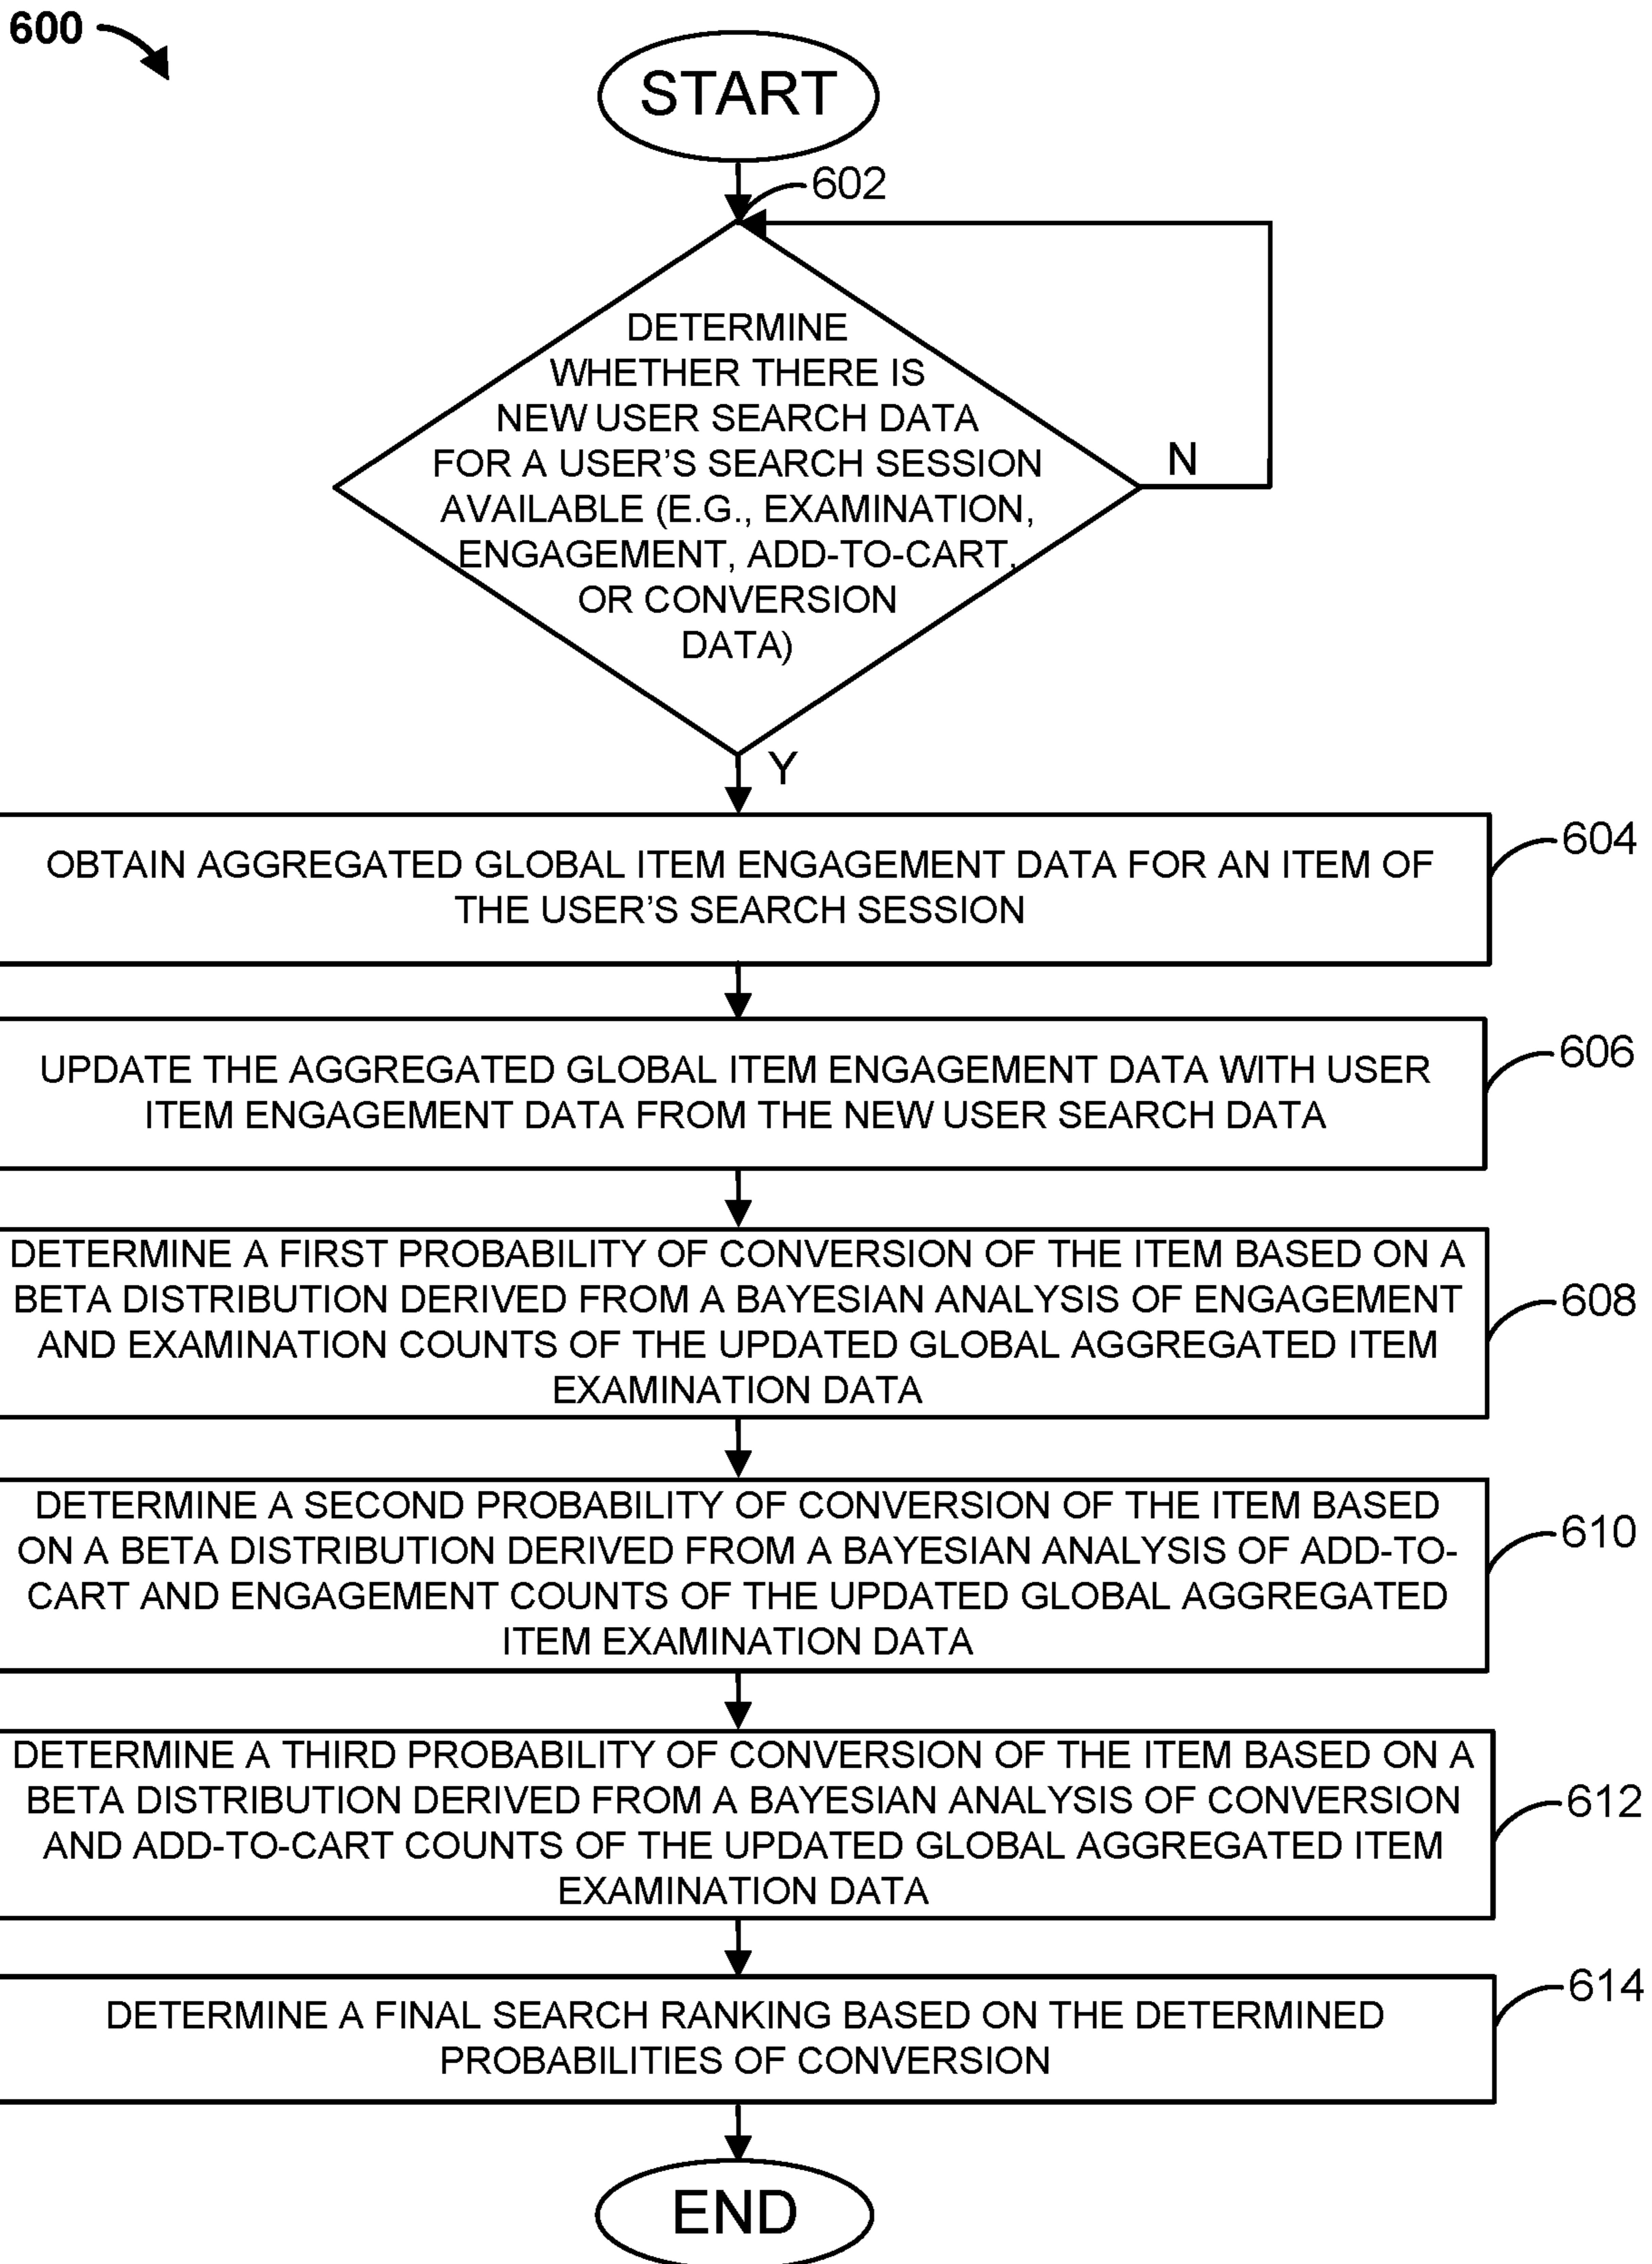 600
START
602
DETERMINE
WHETHER THERE IS
NEW USER SEARCH DATA
FOR A USER'S SEARCH SESSION
AVAILABLE (E.G., EXAMINATION,
ENGAGEMENT, ADD-TO-CART,
OR CONVERSION
DATA)
N
Y
OBTAIN AGGREGATED GLOBAL ITEM ENGAGEMENT DATA FOR AN ITEM OF
THE USER'S SEARCH SESSION
604
UPDATE THE AGGREGATED GLOBAL ITEM ENGAGEMENT DATA WITH USER
ITEM ENGAGEMENT DATA FROM THE NEW USER SEARCH DATA
606
DETERMINE A FIRST PROBABILITY OF CONVERSION OF THE ITEM BASED ON A
BETA DISTRIBUTION DERIVED FROM A BAYESIAN ANALYSIS OF ENGAGEMENT
AND EXAMINATION COUNTS OF THE UPDATED GLOBAL AGGREGATED ITEM
EXAMINATION DATA
608
DETERMINE A SECOND PROBABILITY OF CONVERSION OF THE ITEM BASED
ON A BETA DISTRIBUTION DERIVED FROM A BAYESIAN ANALYSIS OF ADD-TO-
CART AND ENGAGEMENT COUNTS OF THE UPDATED GLOBAL AGGREGATED
ITEM EXAMINATION DATA
610
DETERMINE A THIRD PROBABILITY OF CONVERSION OF THE ITEM BASED ON A
BETA DISTRIBUTION DERIVED FROM A BAYESIAN ANALYSIS OF CONVERSION
AND ADD-TO-CART COUNTS OF THE UPDATED GLOBAL AGGREGATED ITEM
EXAMINATION DATA
612
DETERMINE A FINAL SEARCH RANKING BASED ON THE DETERMINED
PROBABILITIES OF CONVERSION
614
END